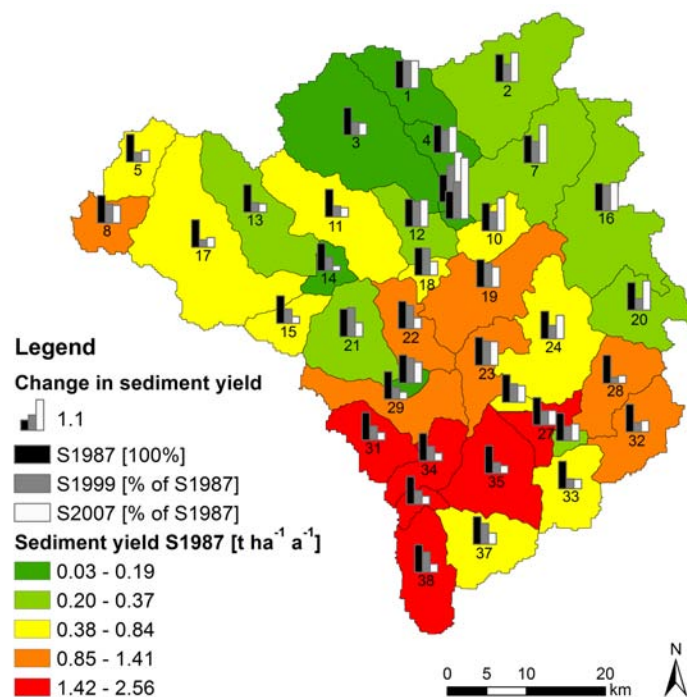 1
2
3
4
5
7
8
16
13
11
12
10
17
14
18
19
15
20
21
22
24
23
28
29
27
32
31
34
35
33
37
38
Legend
Change in sediment yield
1.1
S1987 [100%]
S1999 [% of S1987]
S2007 [% of S1987]
Sediment yield S1987 [t ha⁻¹ a⁻¹]
0.03 - 0.19
0.20 - 0.37
0.38 - 0.84
0.85 - 1.41
1.42 - 2.56
N
0 5 10 20
km